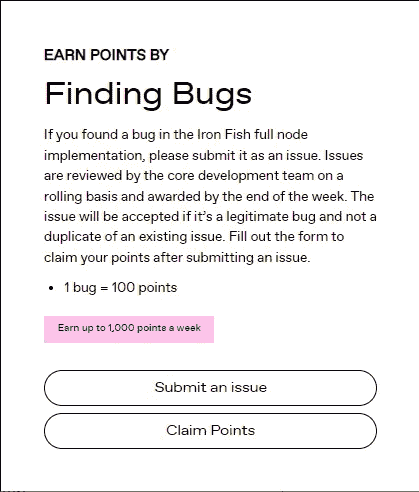 EARN POINTS BY
Finding Bugs
If you found a bug in the Iron Fish full node
implementation, please submit it as an issue. Issues
are reviewed by the core development team on a
rolling basis and awarded by the end of the week. The
issue will be accepted if it's a legitimate bug and not a
duplicate of an existing issue. Fill out the form to
claim your points after submitting an issue.
• 1 bug = 100 points
Earn up to 1,000 points a week
Submit an issue
Claim Points